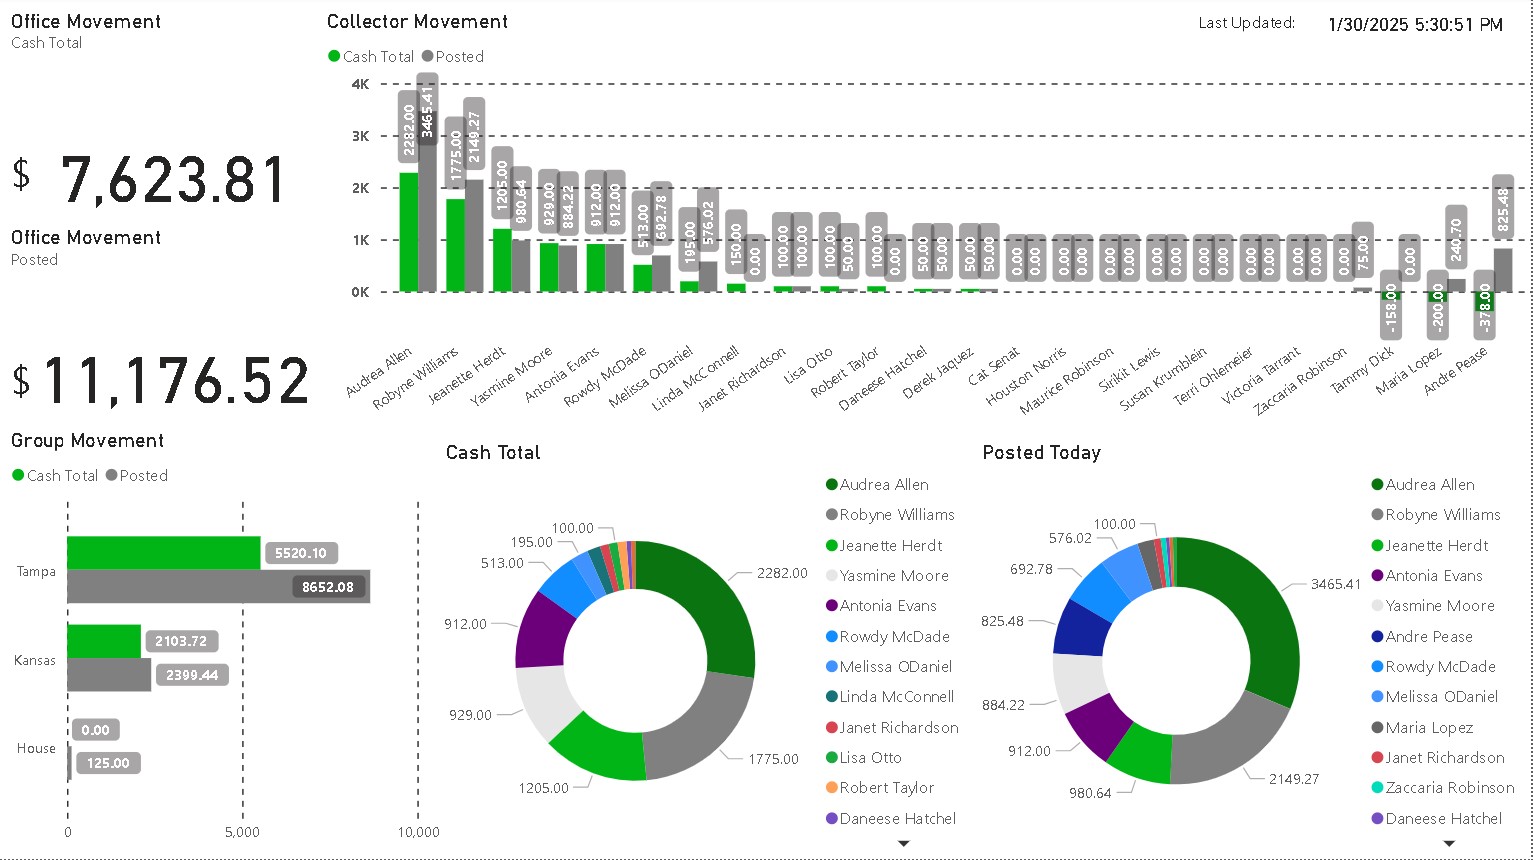 Office Movement
Cash Total
$ 7,623.81
Office Movement
Posted
$ 11,176.52
Collector Movement
Last Updated: 1/30/2025 5:30:51 PM
Cash Total Posted
4K
3K
2K
1K
0K
2282.00 3465.41 1775.00 2149.27 1205.00 980.64 929.00 884.22 912.00 912.00 513.00 692.78 195.00 576.02 150.00 0.00 100.00 100.00 100.00 50.00 100.00 0.00 50.00 50.00 50.00 50.00 0.00 0.00 0.00 0.00 0.00 0.00 0.00 0.00 0.00 0.00 0.00 0.00 0.00 0.00 0.00 75.00 -158.00 0.00 -200.00 240.70 -378.00 825.48
Audrea Allen
Robyne Williams
Jeanette Herdt
Yasmine Moore
Antonia Evans
Rowdy McDade
Melissa ODaniel
Linda McConnell
Janet Richardson
Lisa Otto
Robert Taylor
Daneese Hatchel
Derek Jaquez
Cat Senat
Houston Norris
Maurice Robinson
Sirikit Lewis
Susan Krumblein
Terri Ohlemeier
Victoria Tarrant
Zaccaria Robinson
Tammy Dick
Maria Lopez
Andre Pease
Group Movement
Cash Total Posted
Tampa
5520.10
8652.08
Kansas
2103.72
2399.44
House
0.00
125.00
0 5,000 10,000
Cash Total
100.00
195.00
513.00
912.00
929.00
1205.00
1775.00
2282.00
Audrea Allen
Robyne Williams
Jeanette Herdt
Yasmine Moore
Antonia Evans
Rowdy McDade
Melissa ODaniel
Linda McConnell
Janet Richardson
Lisa Otto
Robert Taylor
Daneese Hatchel
Posted Today
100.00
576.02
692.78
825.48
884.22
912.00
980.64
2149.27
3465.41
Audrea Allen
Robyne Williams
Jeanette Herdt
Antonia Evans
Yasmine Moore
Andre Pease
Rowdy McDade
Melissa ODaniel
Maria Lopez
Janet Richardson
Zaccaria Robinson
Daneese Hatchel